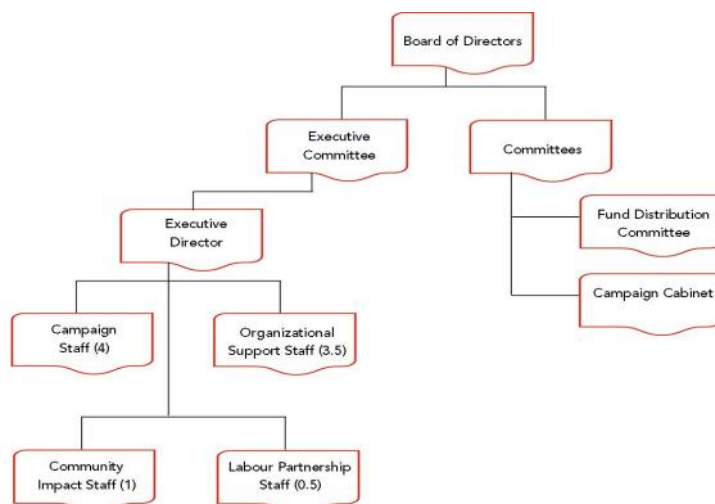 Board of Directors
Executive
Committee
Committees
Executive
Director
Fund Distribution
Committee
Campaign Cabinet
Campaign
Staff (4)
Organizational
Support Staff (3.5)
Community
Impact Staff (1)
Labour Partnership
Staff (0.5)